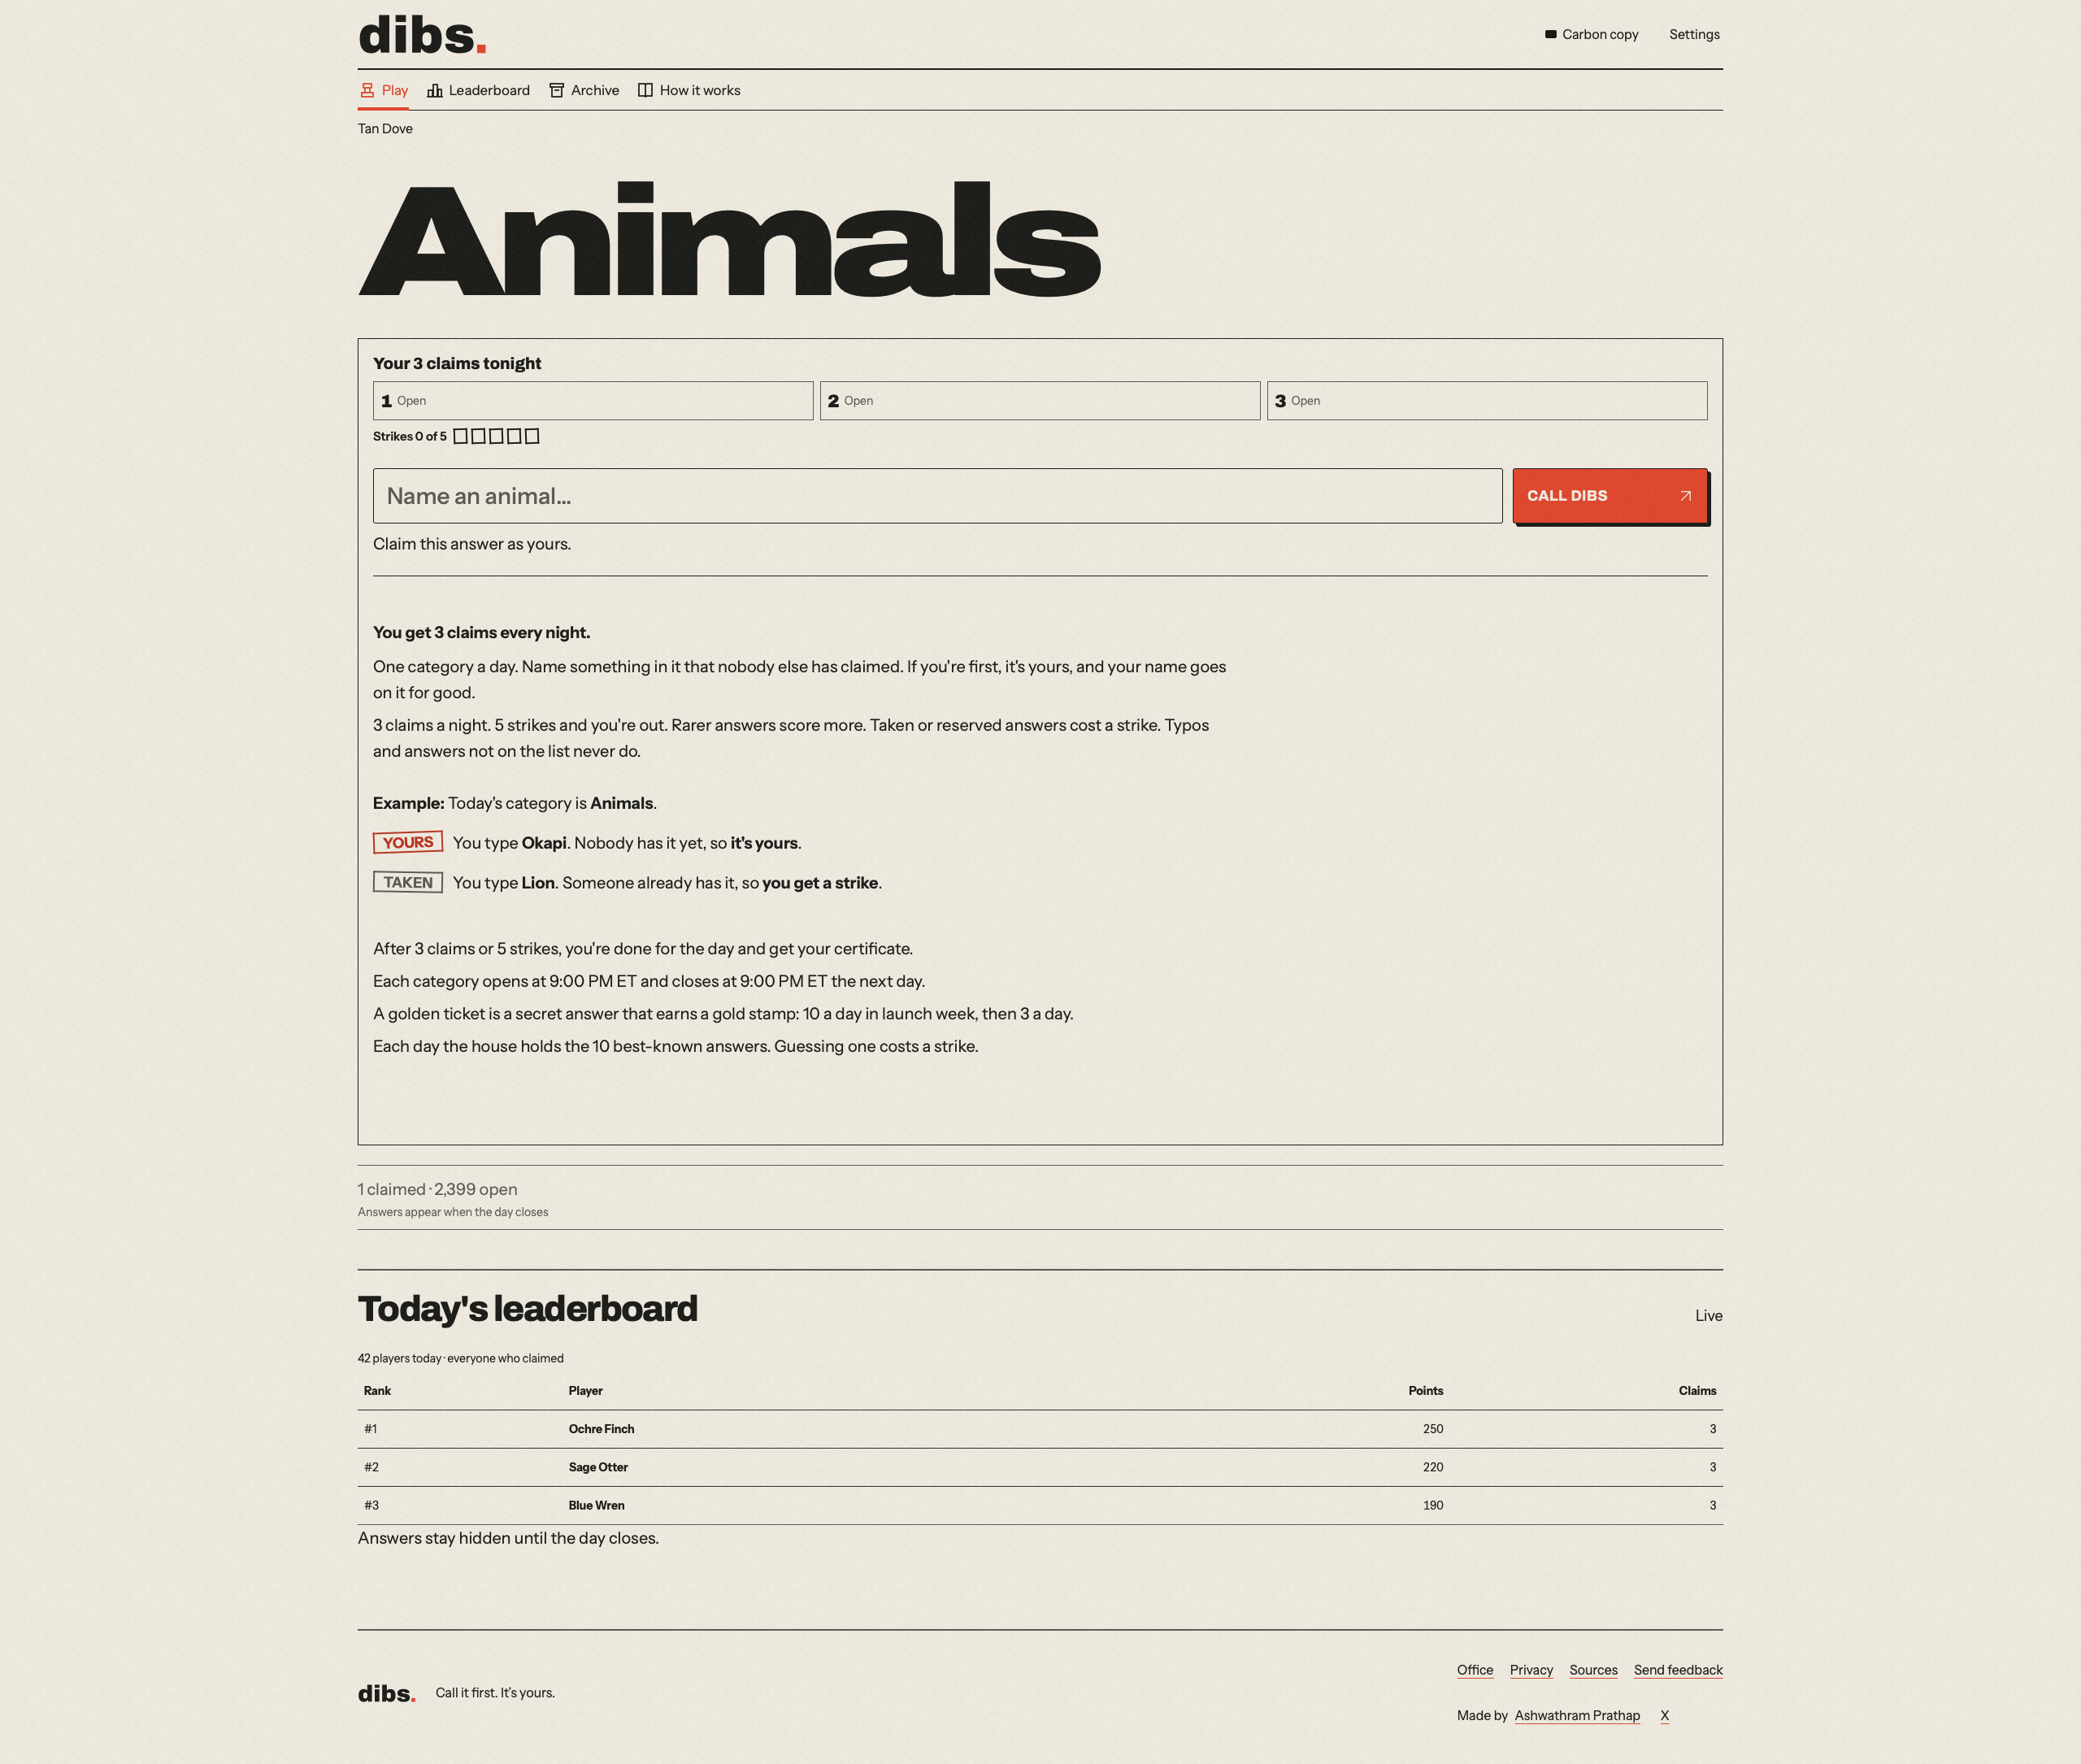 dibs.
Carbon copy
Settings
Play
Leaderboard
Archive
How it works
Tan Dove
Animals
Your 3 claims tonight
1 Open
2 Open
3 Open
Strikes 0 of 5
Name an animal...
CALL DIBS
Claim this answer as yours.
You get 3 claims every night.
One category a day. Name something in it that nobody else has claimed. If you're first, it's yours, and your name goes
on it for good.
3 claims a night. 5 strikes and you're out. Rarer answers score more. Taken or reserved answers cost a strike. Typos
and answers not on the list never do.
Example: Today's category is Animals.
YOURS You type Okapi. Nobody has it yet, so it's yours.
TAKEN You type Lion. Someone already has it, so you get a strike.
After 3 claims or 5 strikes, you're done for the day and get your certificate.
Each category opens at 9:00 PM ET and closes at 9:00 PM ET the next day.
A golden ticket is a secret answer that earns a gold stamp: 10 a day in launch week, then 3 a day.
Each day the house holds the 10 best-known answers. Guessing one costs a strike.
1 claimed · 2,399 open
Answers appear when the day closes
Today's leaderboard
Live
42 players today · everyone who claimed
Rank Player Points Claims
#1 Ochre Finch 250 3
#2 Sage Otter 220 3
#3 Blue Wren 190 3
Answers stay hidden until the day closes.
Office Privacy Sources Send feedback
dibs. Call it first. It's yours.
Made by Ashwathram Prathap X